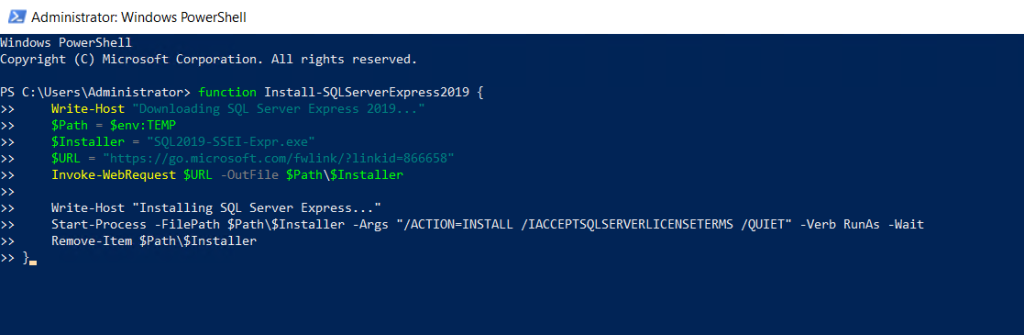 Administrator: Windows PowerShell
Windows PowerShell
Copyright (C) Microsoft Corporation. All rights reserved.
PS C:\Users\Administrator> function Install-SQLServerExpress2019 {
>>     Write-Host "Downloading SQL Server Express 2019..."
>>     $Path = $env:TEMP
>>     $Installer = "SQL2019-SSEI-Expr.exe"
>>     $URL = "https://go.microsoft.com/fwlink/?linkid=866658"
>>     Invoke-WebRequest $URL -OutFile $Path\$Installer
>>
>>     Write-Host "Installing SQL Server Express..."
>>     Start-Process -FilePath $Path\$Installer -Args "/ACTION=INSTALL /IACCEPTSQLSERVERLICENSETERMS /QUIET" -Verb RunAs -Wait
>>     Remove-Item $Path\$Installer
>> }